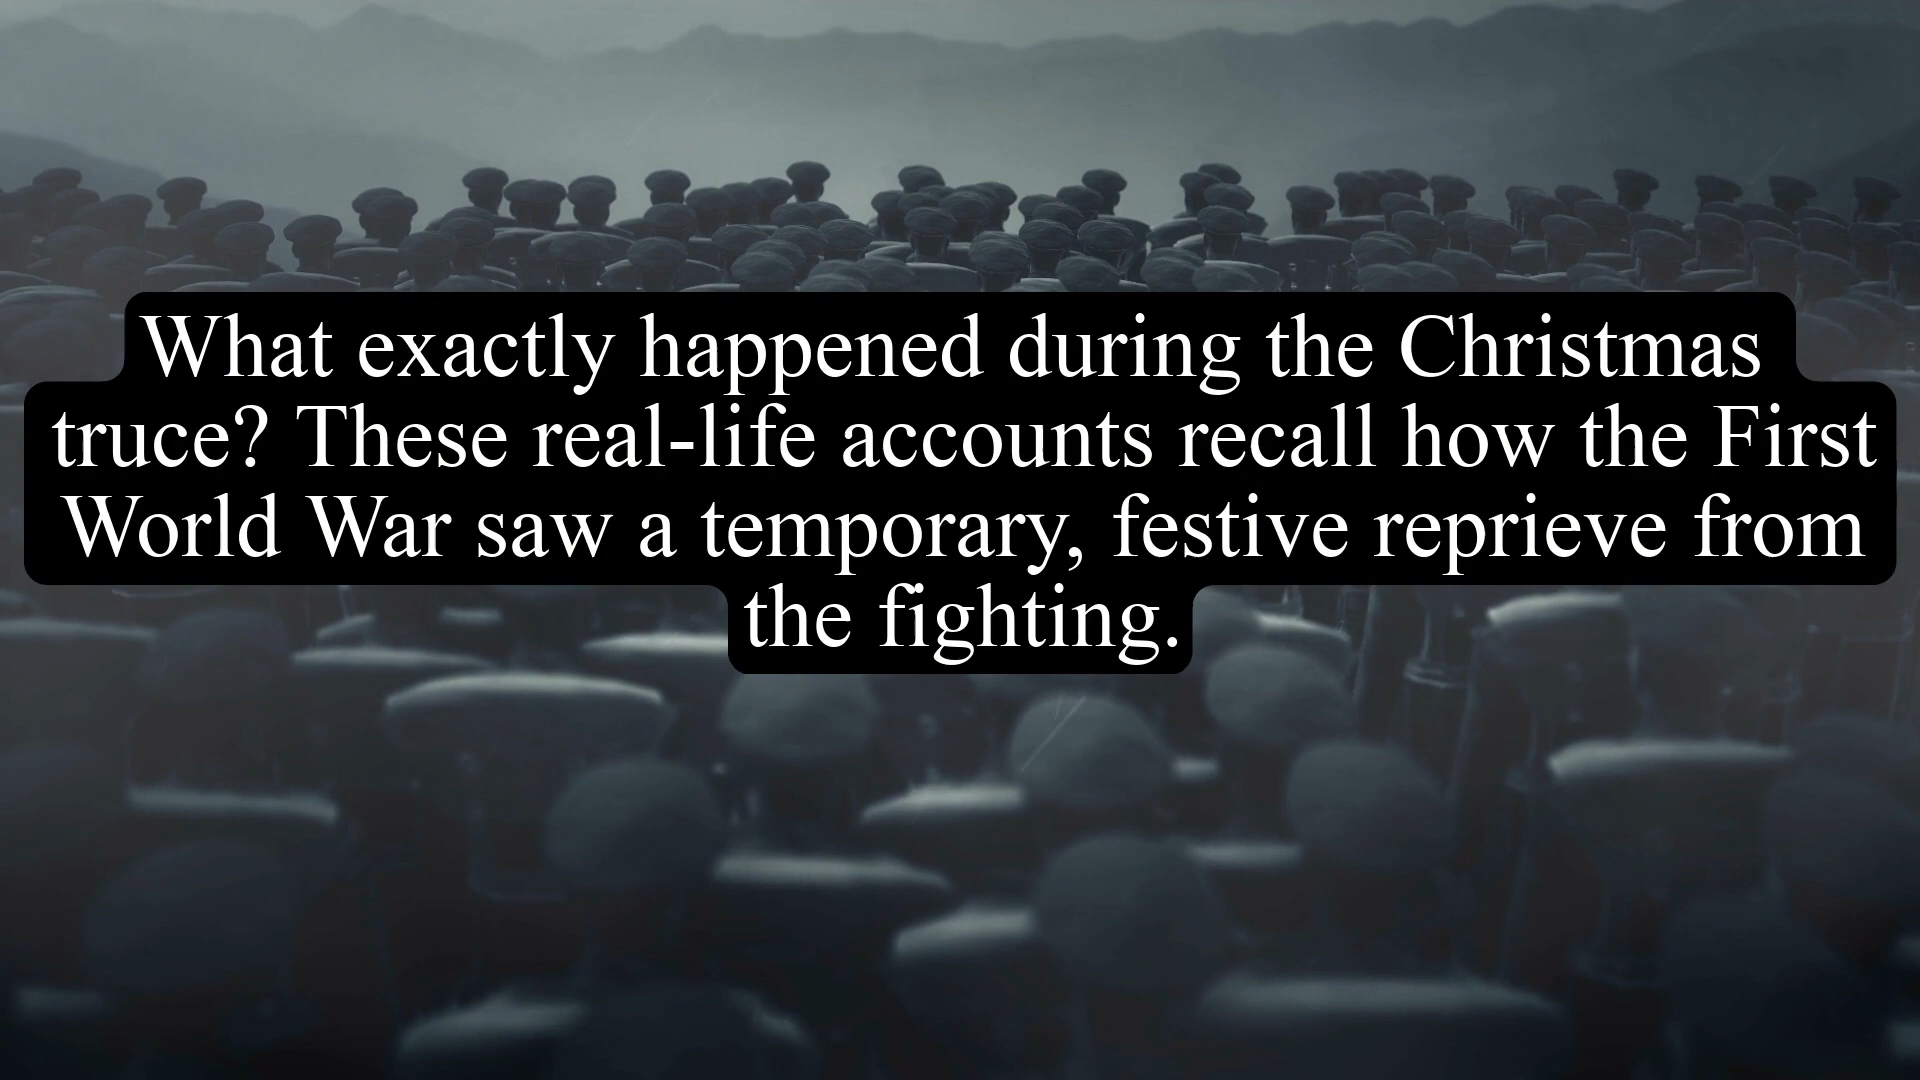 What exactly happened during the Christmas
truce? These real-life accounts recall how the First
World War saw a temporary, festive reprieve from
the fighting.